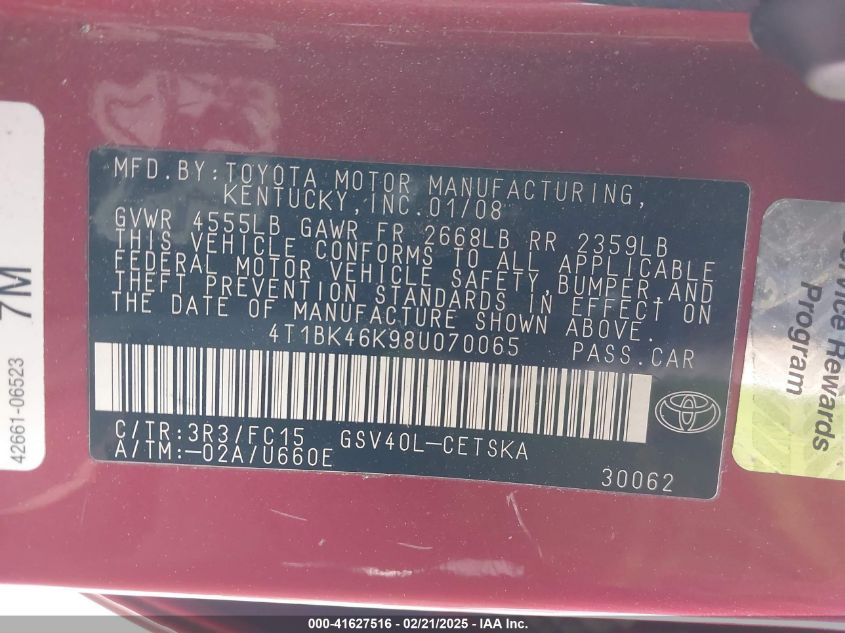 MFD.BY:TOYOTA MOTOR MANUFACTURING,
KENTUCKY,INC.01/08
GVWR 4555LB GAWR FR 2668LB RR 2359LB
THIS VEHICLE CONFORMS TO ALL APPLICABLE
FEDERAL MOTOR VEHICLE SAFETY,BUMPER,AND
THEFT PREVENTION STANDARDS IN EFFECT ON
THE DATE OF MANUFACTURE SHOWN ABOVE.
4T1BK46K98U070065 PASS.CAR
C/TR:3R3/FC15 GSV40L-CETSKA
A/TM:-02A/U660E
30062
7M
42661-06523
Service Rewards
Program
000-41627516 - 02/21/2025 - IAA Inc.